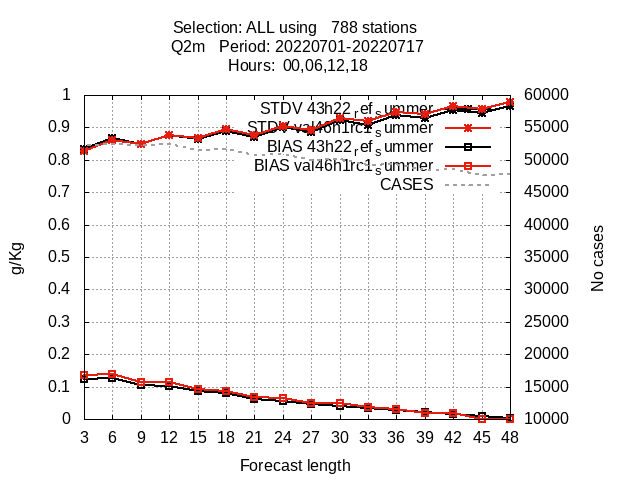 Selection: ALL using 788 stations
Q2m Period: 20220701-20220717
Hours: 00,06,12,18
STDV 43h22_ref_summer
STDV val46h1rc1_summer
BIAS 43h22_ref_summer
BIAS val46h1rc1_summer
CASES
1
0.9
0.8
0.7
0.6
0.5
0.4
0.3
0.2
0.1
0
60000
55000
50000
45000
40000
35000
30000
25000
20000
15000
10000
3 6 9 12 15 18 21 24 27 30 33 36 39 42 45 48
g/Kg
No cases
Forecast length